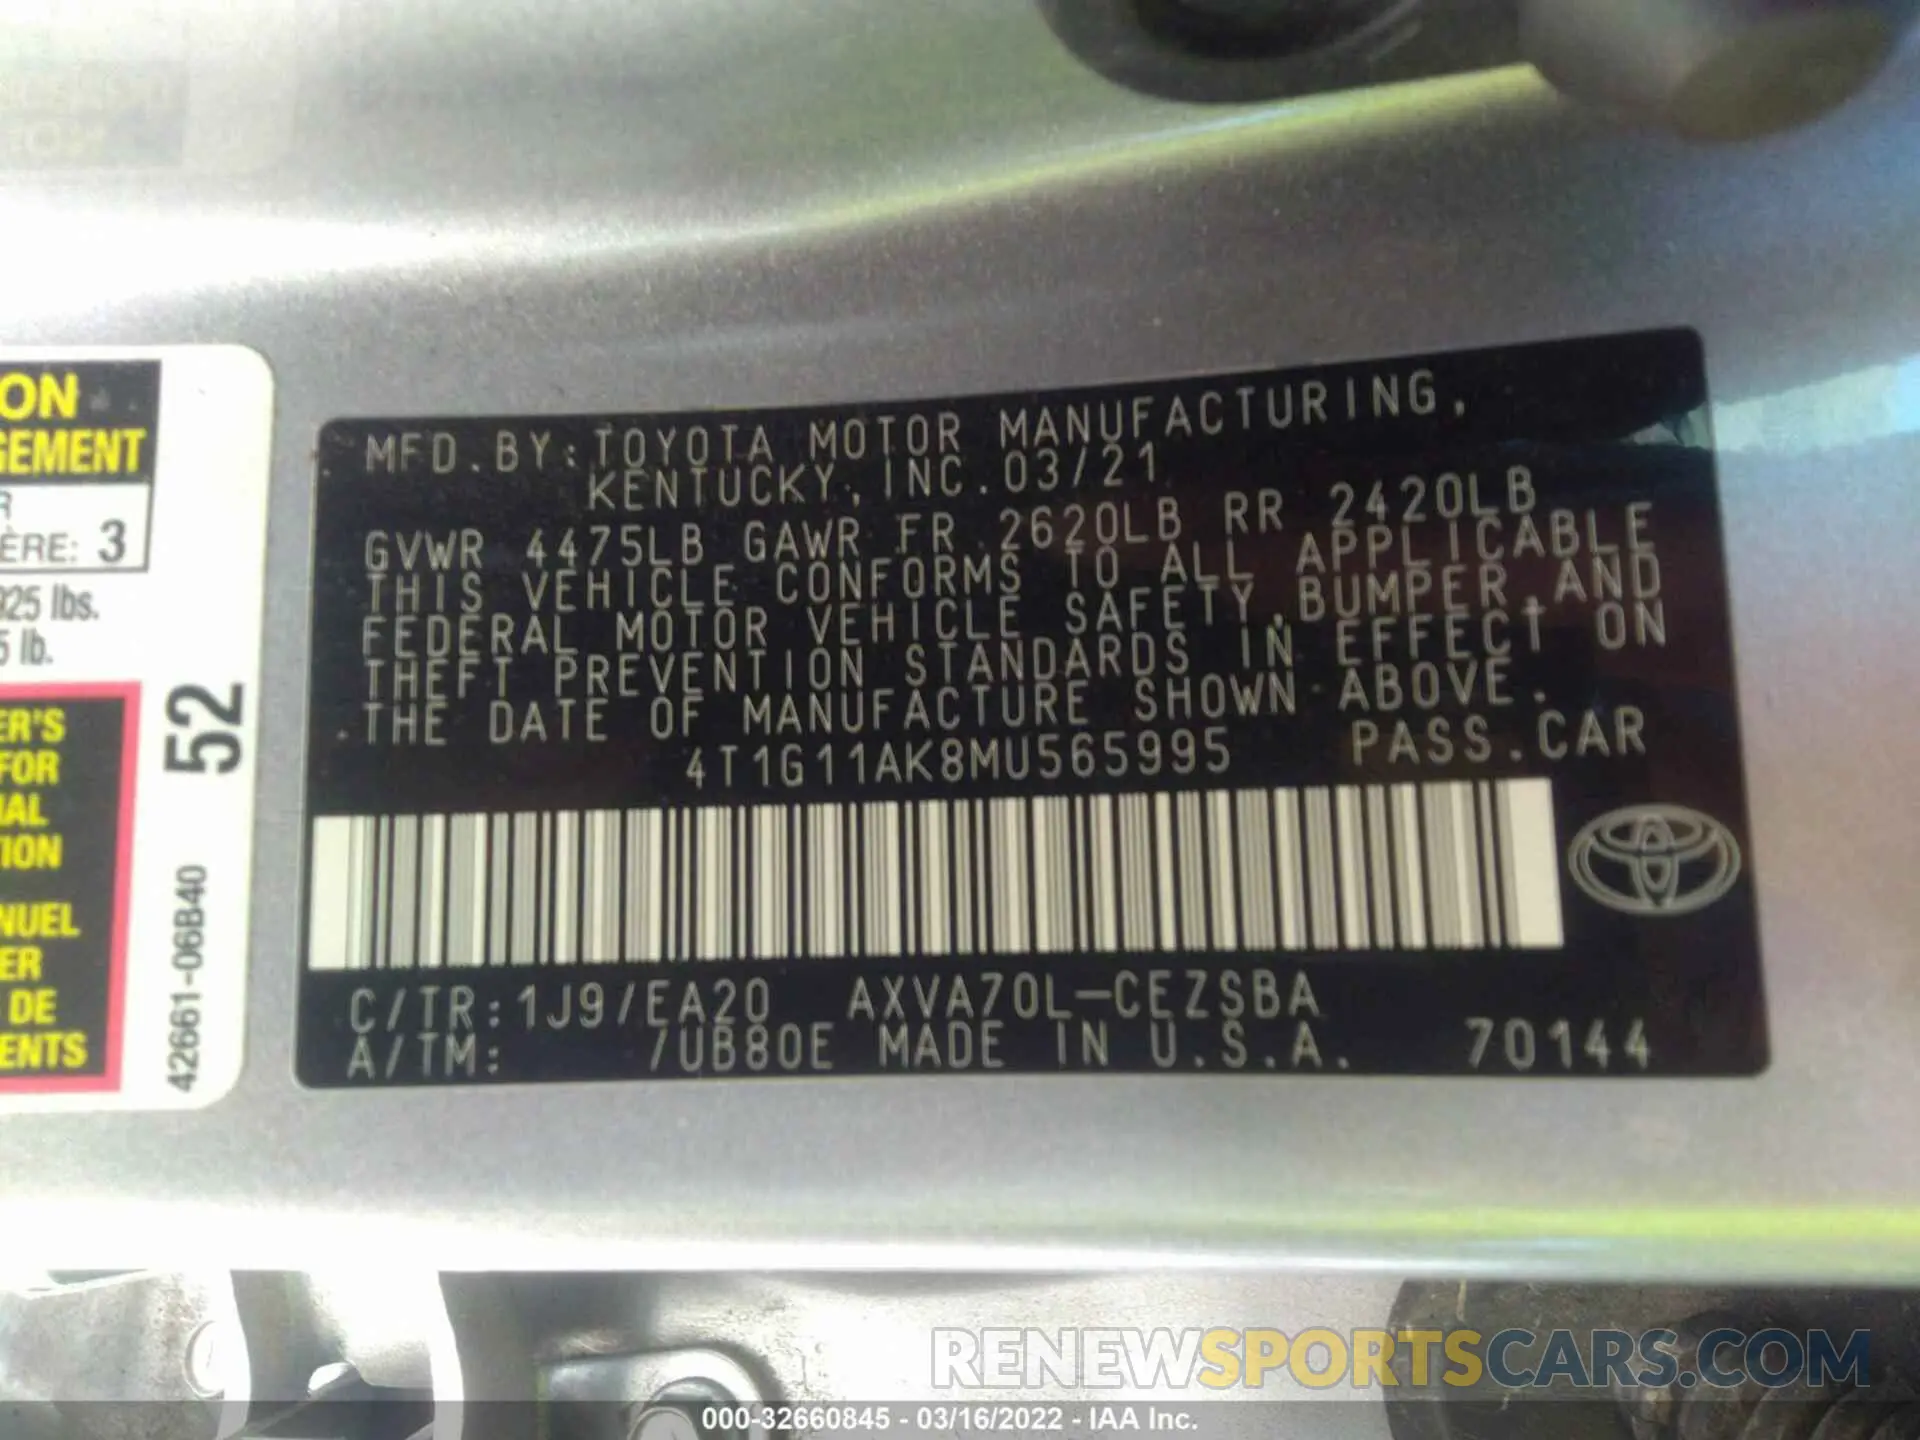 ON
GEMENT
R
ÈRE: 3
925 lbs.
5 lb.
ER'S
FOR
IAL
TION
NUEL
ER
DE
ENTS
52
42661-06B40
MFD.BY:TOYOTA MOTOR MANUFACTURING,
KENTUCKY,INC.03/21
GVWR 4475LB GAWR FR 2620LB RR 2420LB
THIS VEHICLE CONFORMS TO ALL APPLICABLE
FEDERAL MOTOR VEHICLE SAFETY,BUMPER,AND
THEFT PREVENTION STANDARDS IN EFFECT ON
THE DATE OF MANUFACTURE SHOWN ABOVE.
4T1G11AK8MU565995 PASS.CAR
C/TR:1J9/EA20 AXVA70L-CEZSBA
A/TM: /UB80E MADE IN U.S.A. 70144
RENEWSPORTSCARS.COM
000-32660845 - 03/16/2022 - IAA Inc.